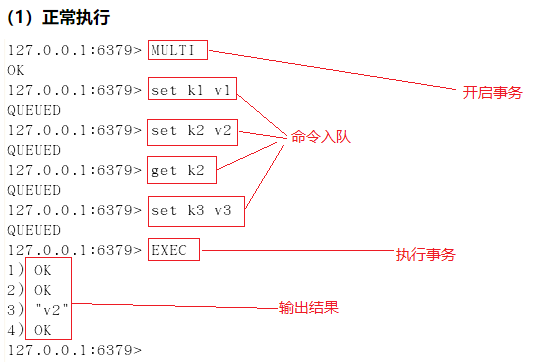 （1）正常执行
127.0.0.1:6379> MULTI
OK
开启事务
127.0.0.1:6379> set k1 v1
QUEUED
127.0.0.1:6379> set k2 v2
命令入队
QUEUED
127.0.0.1:6379> get k2
QUEUED
127.0.0.1:6379> set k3 v3
QUEUED
127.0.0.1:6379> EXEC
执行事务
1) OK
2) OK
3) "v2"
输出结果
4) OK
127.0.0.1:6379>